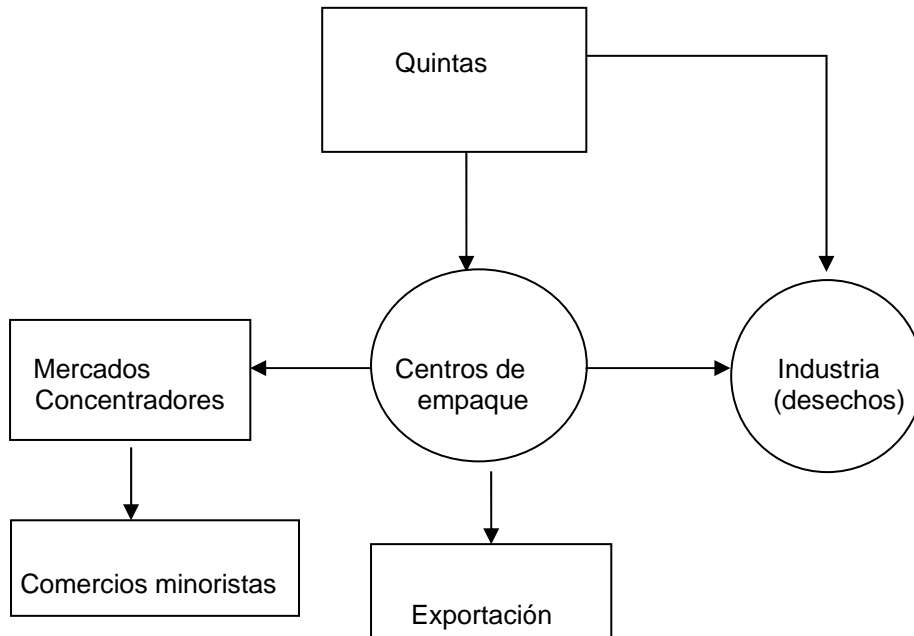 Quintas
Mercados
Concentradores
Centros de
empaque
Industria
(desechos)
Comercios minoristas
Exportación